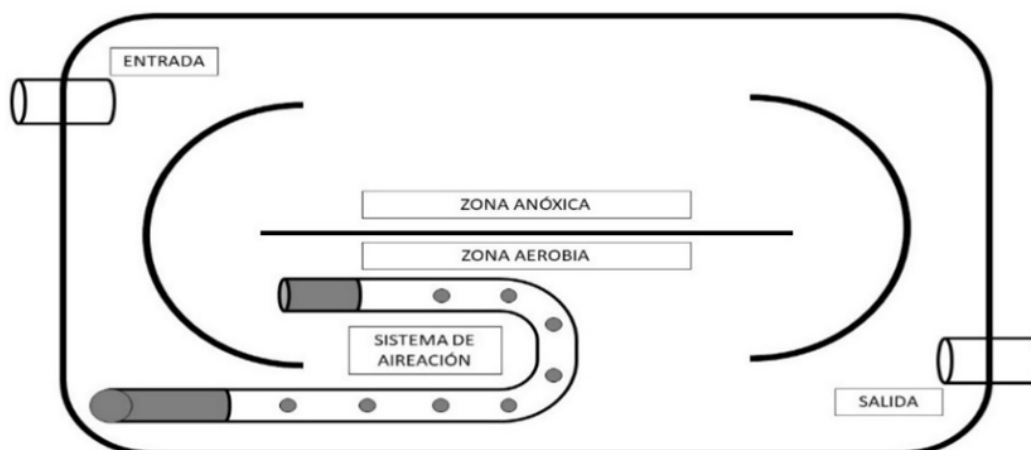 ENTRADA
ZONA ANÓXICA
ZONA AEROBIA
SISTEMA DE
AIREACIÓN
SALIDA